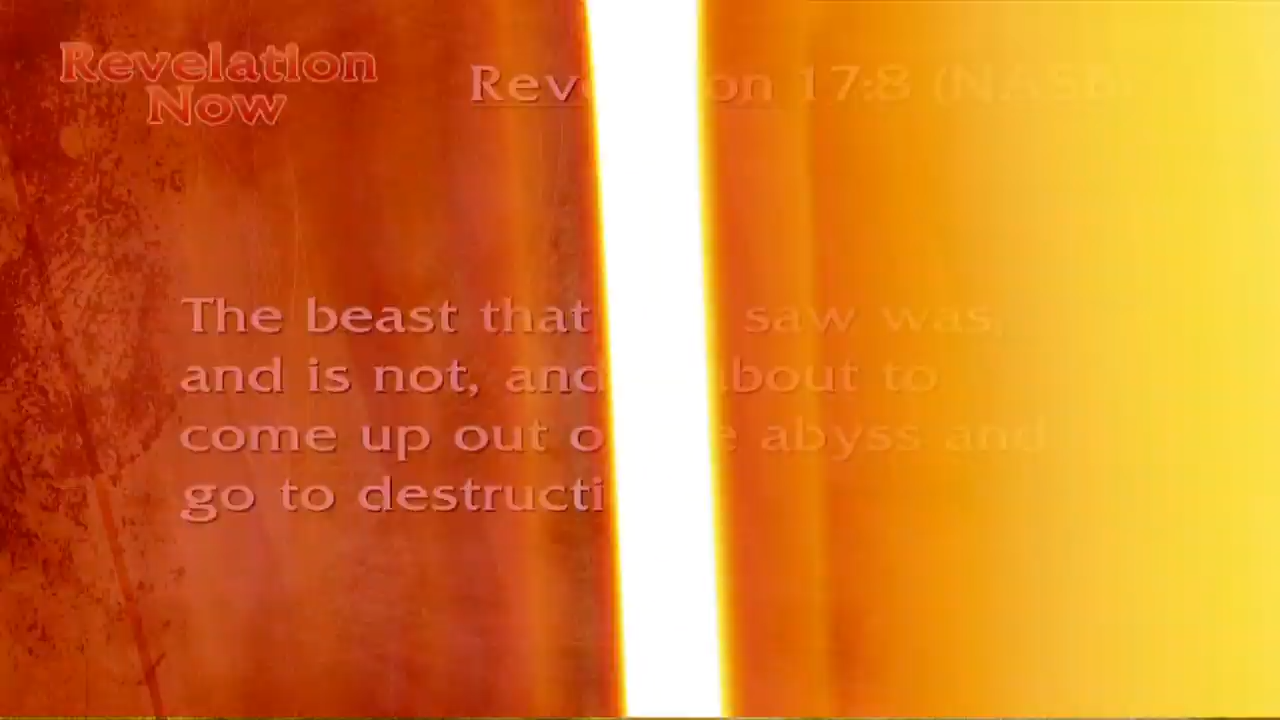 Revelation
Now
Rev on 17:8 (NASB)
The beast that saw was,
and is not, and about to
come up out o e abyss and
go to destructi